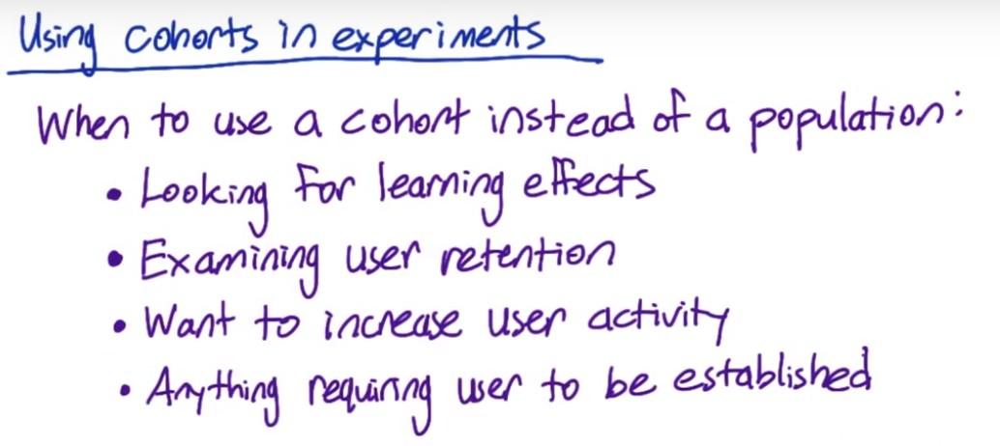 Using cohorts in experiments
When to use a cohort instead of a population:
• Looking for learning effects
• Examining user retention
• Want to increase user activity
• Anything requiring user to be established